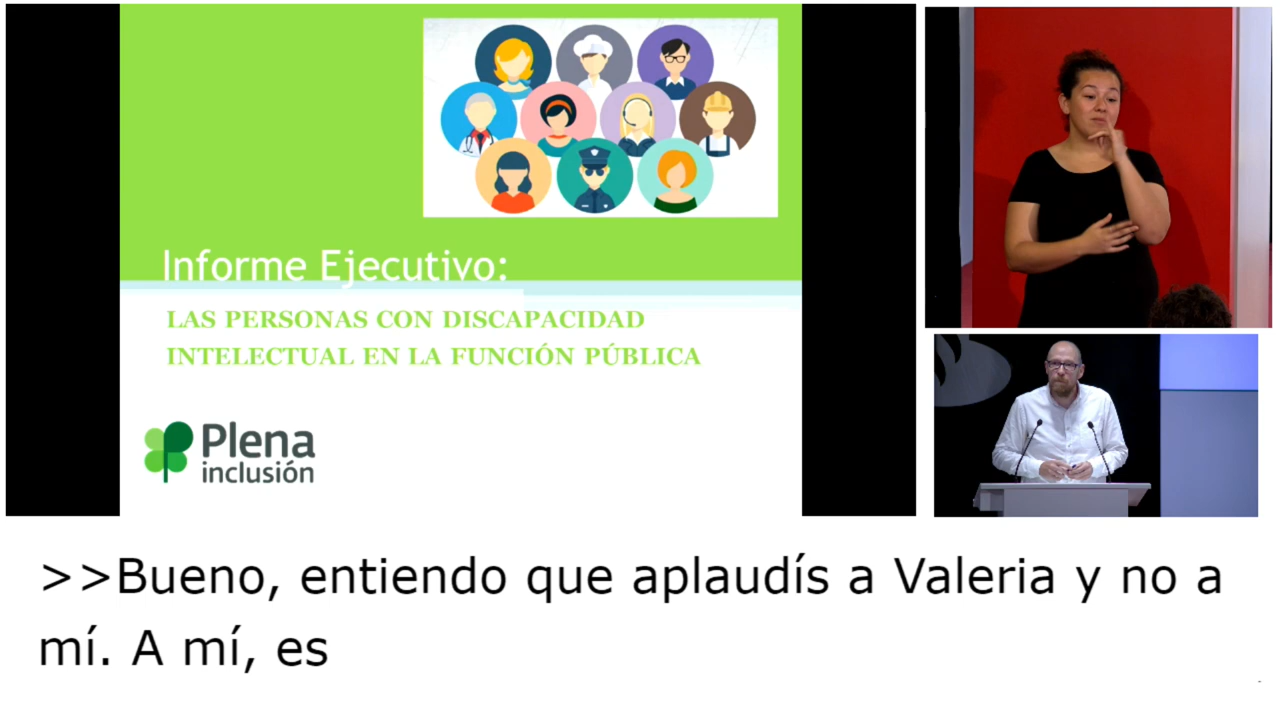 Informe Ejecutivo:
LAS PERSONAS CON DISCAPACIDAD
INTELECTUAL EN LA FUNCIÓN PÚBLICA
Plena
inclusión
>>Bueno, entiendo que aplaudís a Valeria y no a
mí. A mí, es